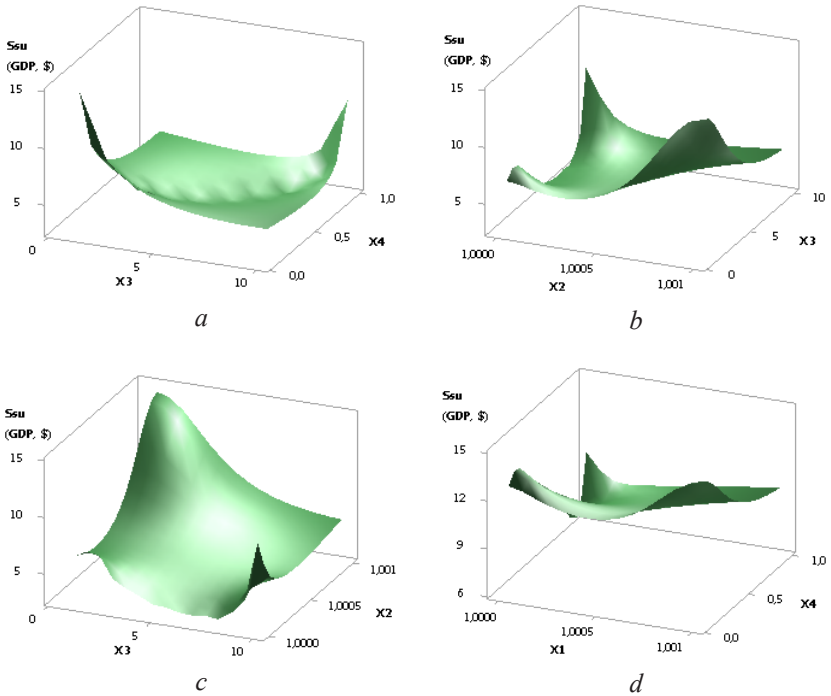 Ssu
(GDP, $)
15
10
5
0
5
10
X3
0,0
0,5
1,0
X4
a
Ssu
(GDP, $)
15
10
5
1,0000
1,0005
1,001
X2
0
5
10
X3
b
Ssu
(GDP, $)
15
10
5
0
5
10
X3
1,0000
1,0005
1,001
X2
c
Ssu
(GDP, $)
15
12
9
6
1,0000
1,0005
1,001
X1
0,0
0,5
1,0
X4
d